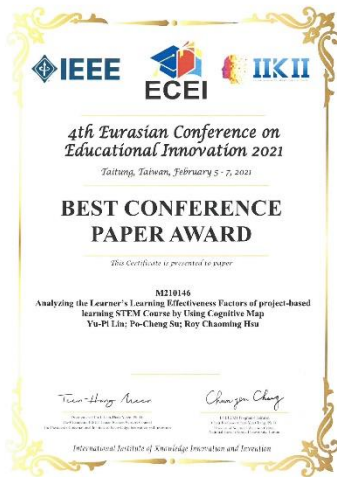 IEEE
ECEI
IIKII
4th Eurasian Conference on
Educational Innovation 2021
Taitung, Taiwan, February 5 - 7, 2021
BEST CONFERENCE
PAPER AWARD
This Certificate is presented to paper
M210146
Analyzing the Learner's Learning Effectiveness Factors of project-based
learning STEM Course by Using Cognitive Map
Yu-Pi Lin; Po-Cheng Su; Roy Chaoming Hsu
International Institute of Knowledge Innovation and Invention